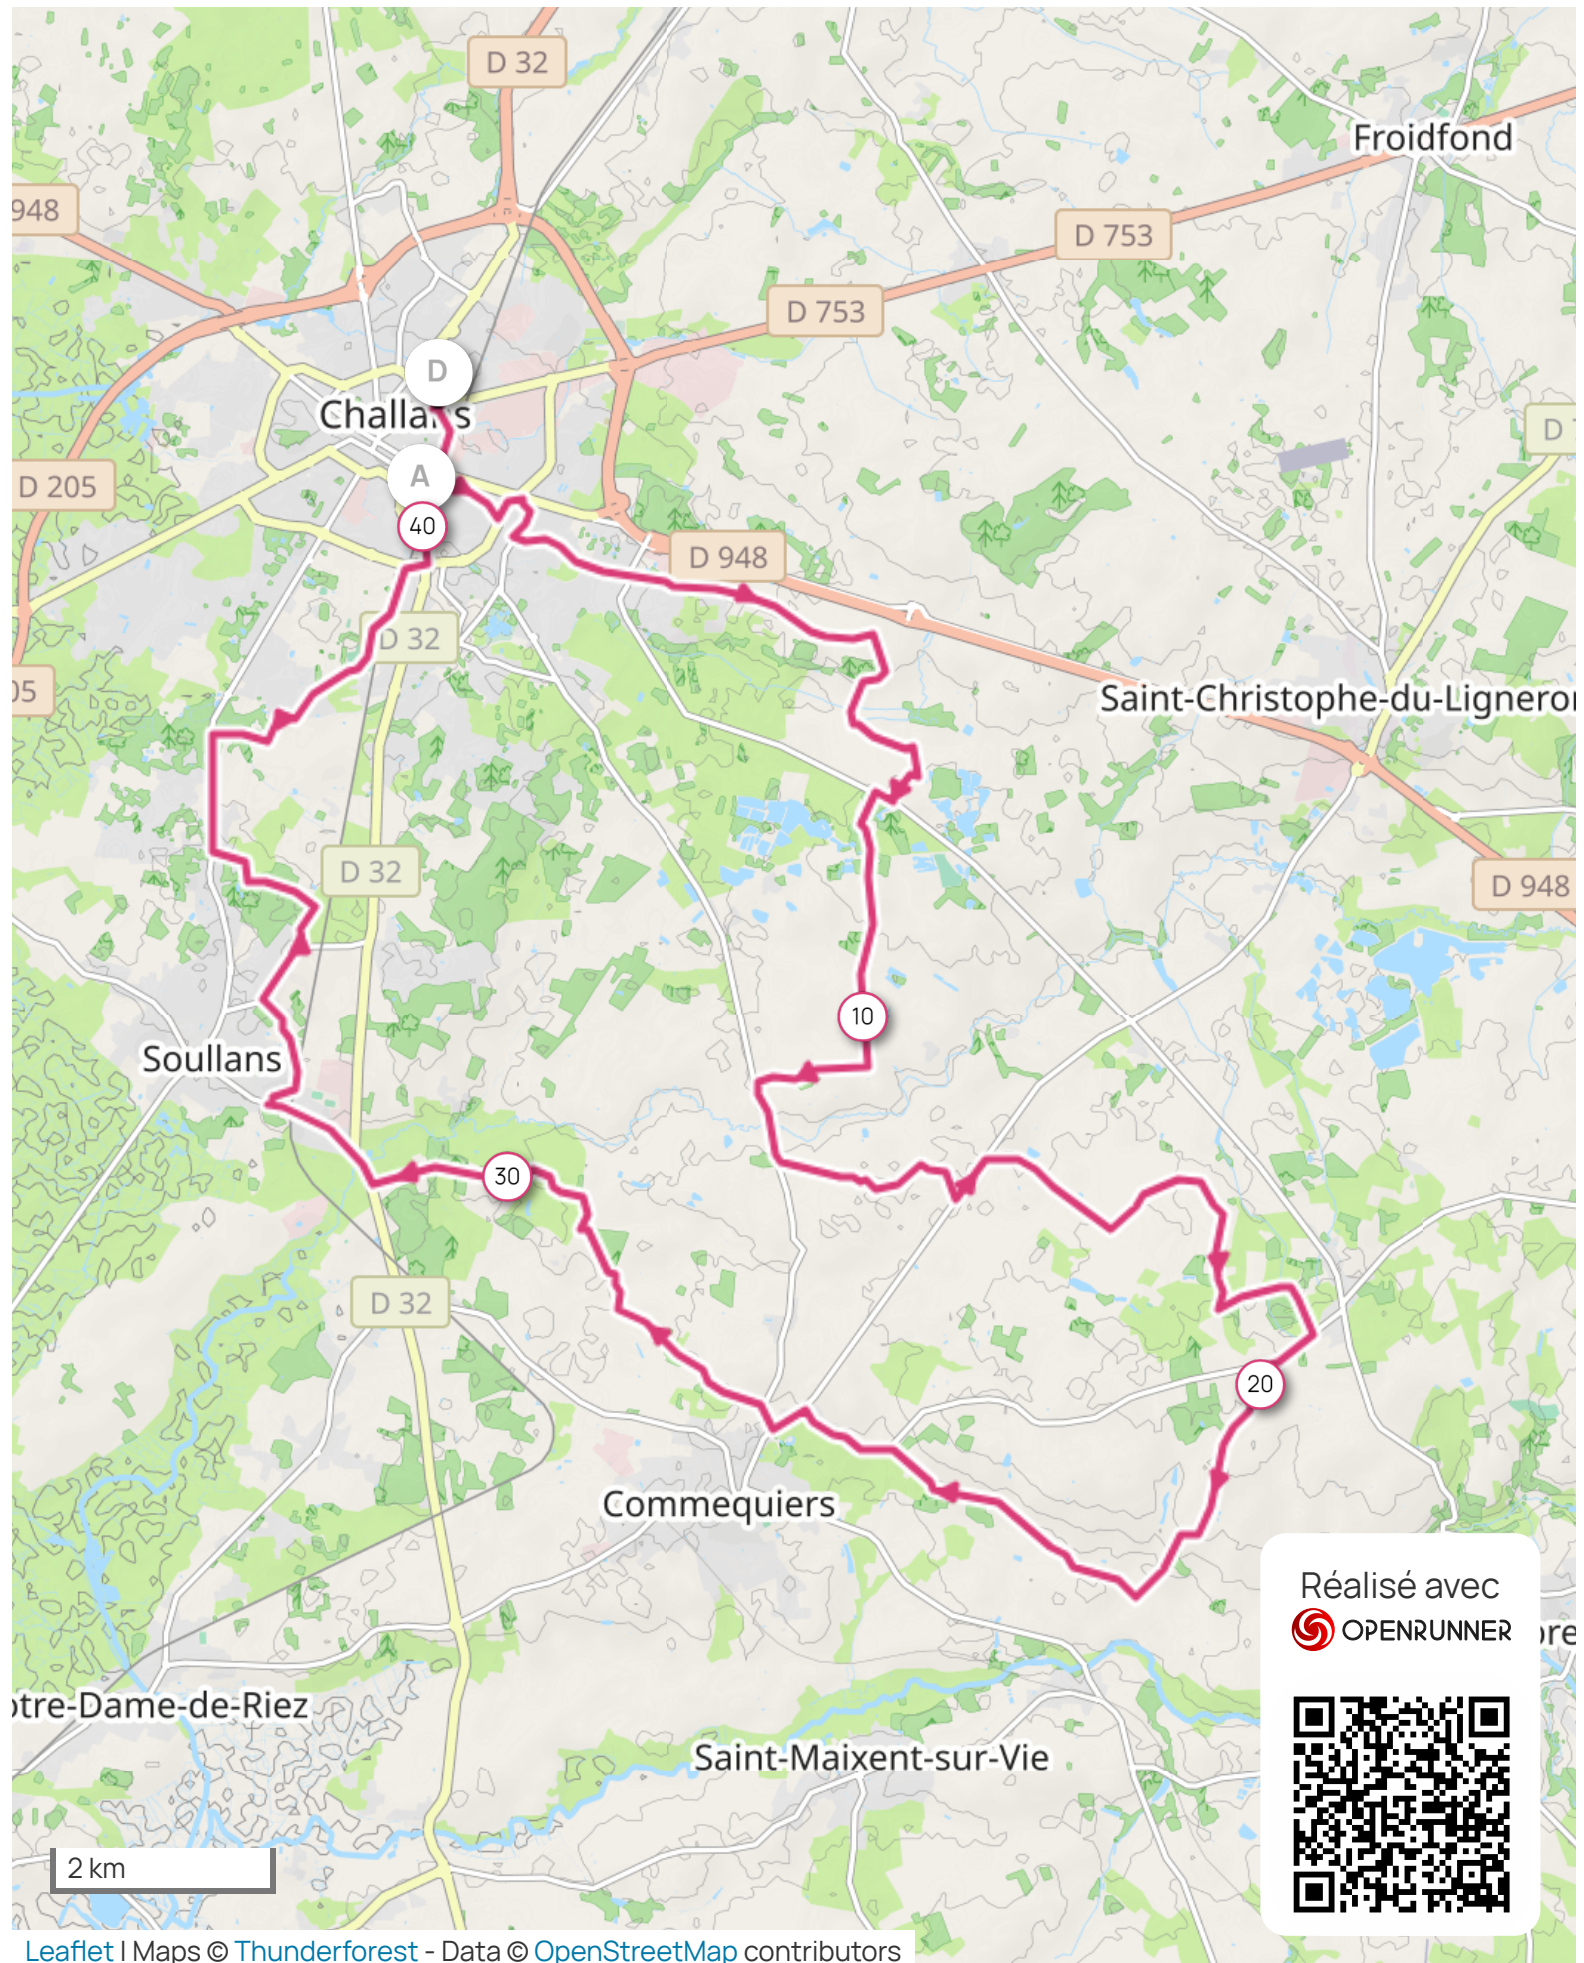 D 32
Froidfond
948
D 753
D 753
D
Challans
D 7
A
D 205
40
D 948
D 32
05
Saint-Christophe-du-Ligneron
D 32
D 948
10
Soullans
30
D 32
20
Commequiers
Réalisé avec
OPENRUNNER
ore
otre-Dame-de-Riez
Saint-Maixent-sur-Vie
2 km
Leaflet | Maps © Thunderforest - Data © OpenStreetMap contributors